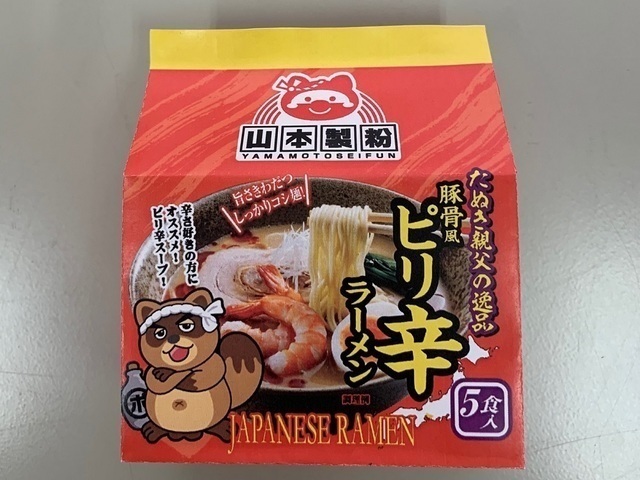 山本製粉
YAMAMOTOSEIFUN
旨さきわだつ
しっかりコシ麺!
たぬき親父の逸品
豚骨風
ピリ辛
ラーメン
辛さ好きの方に
オススメ!
ピリ辛スープ!
調理例
5食入
JAPANESE RAMEN